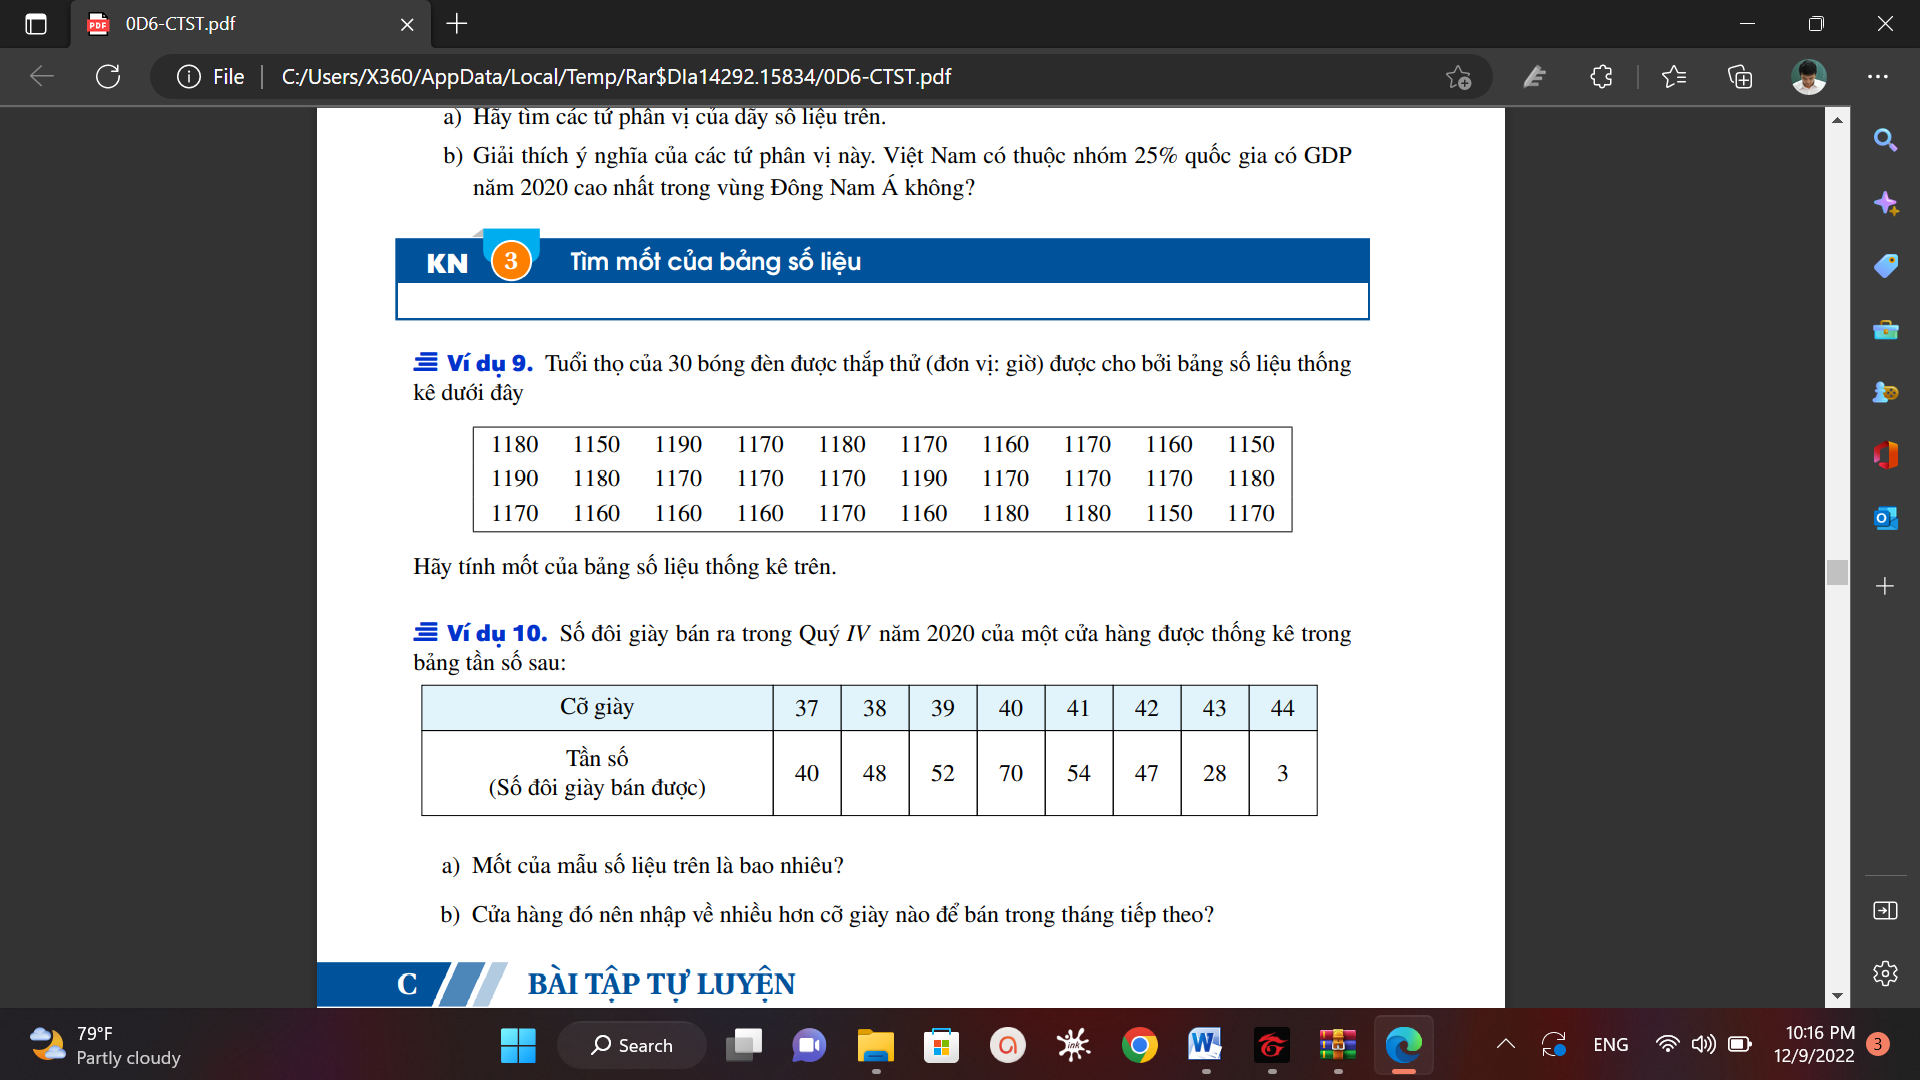 0D6-CTST.pdf
File
C:/Users/X360/AppData/Local/Temp/Rar$DIa14292.15834/0D6-CTST.pdf
a) Hãy tìm các tứ phân vị của dãy số liệu trên.
b) Giải thích ý nghĩa của các tứ phân vị này. Việt Nam có thuộc nhóm 25% quốc gia có GDP
năm 2020 cao nhất trong vùng Đông Nam Á không?
KN 3 Tìm mốt của bảng số liệu
Ví dụ 9. Tuổi thọ của 30 bóng đèn được thắp thử (đơn vị: giờ) được cho bởi bảng số liệu thống
kê dưới đây
1180 1150 1190 1170 1180 1170 1160 1170 1160 1150
1190 1180 1170 1170 1170 1190 1170 1170 1170 1180
1170 1160 1160 1160 1170 1160 1180 1180 1150 1170
Hãy tính mốt của bảng số liệu thống kê trên.
Ví dụ 10. Số đôi giày bán ra trong Quý IV năm 2020 của một cửa hàng được thống kê trong
bảng tần số sau:
Cỡ giày 37 38 39 40 41 42 43 44
Tần số
(Số đôi giày bán được) 40 48 52 70 54 47 28 3
a) Mốt của mẫu số liệu trên là bao nhiêu?
b) Cửa hàng đó nên nhập về nhiều hơn cỡ giày nào để bán trong tháng tiếp theo?
C BÀI TẬP TỰ LUYỆN
79°F
Partly cloudy
Search
ENG
10:16 PM
12/9/2022
3